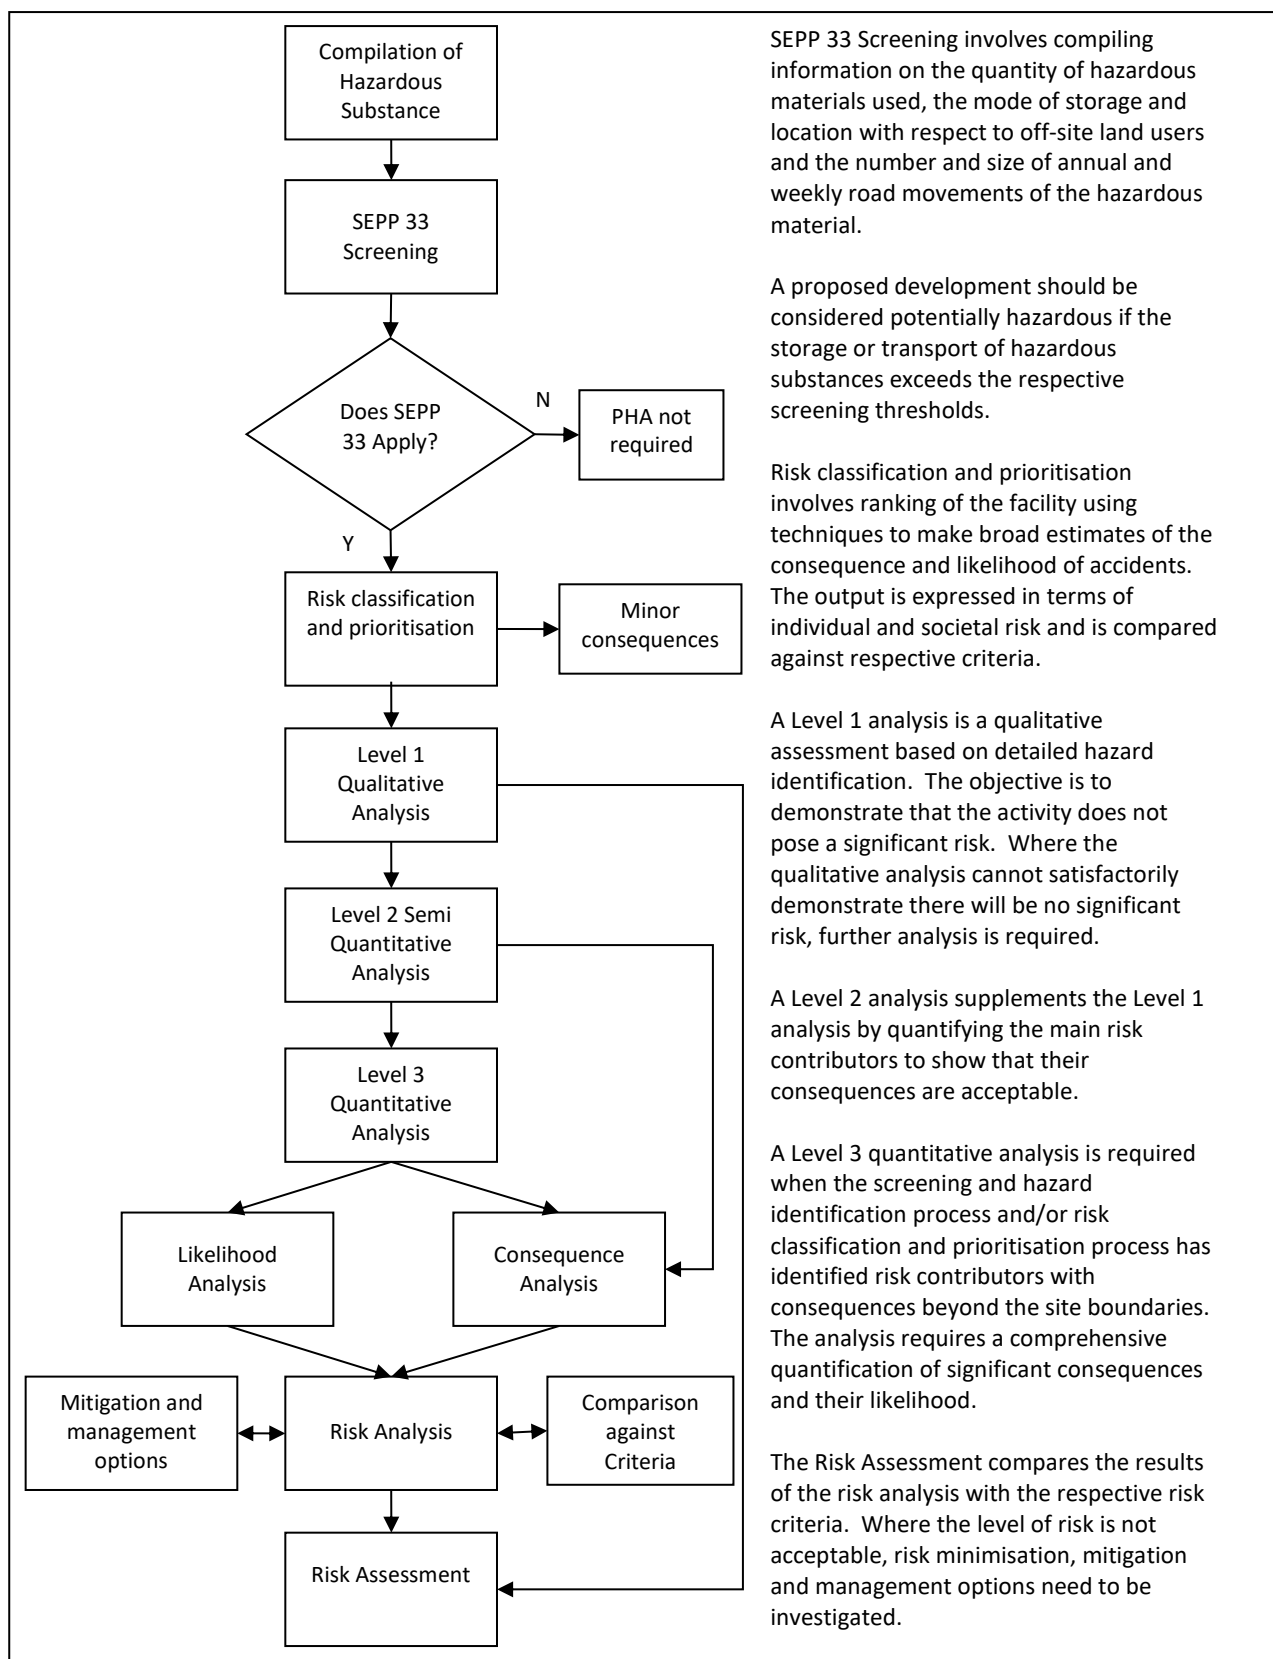 Compilation of
Hazardous
Substance
SEPP 33
Screening
Does SEPP
33 Apply?
N
PHA not
required
Y
Risk classification
and prioritisation
Minor
consequences
Level 1
Qualitative
Analysis
Level 2 Semi
Quantitative
Analysis
Level 3
Quantitative
Analysis
Likelihood
Analysis
Consequence
Analysis
Mitigation and
management
options
Risk Analysis
Comparison
against
Criteria
Risk Assessment
SEPP 33 Screening involves compiling
information on the quantity of hazardous
materials used, the mode of storage and
location with respect to off-site land users
and the number and size of annual and
weekly road movements of the hazardous
material.
A proposed development should be
considered potentially hazardous if the
storage or transport of hazardous
substances exceeds the respective
screening thresholds.
Risk classification and prioritisation
involves ranking of the facility using
techniques to make broad estimates of the
consequence and likelihood of accidents.
The output is expressed in terms of
individual and societal risk and is compared
against respective criteria.
A Level 1 analysis is a qualitative
assessment based on detailed hazard
identification.  The objective is to
demonstrate that the activity does not
pose a significant risk.  Where the
qualitative analysis cannot satisfactorily
demonstrate there will be no significant
risk, further analysis is required.
A Level 2 analysis supplements the Level 1
analysis by quantifying the main risk
contributors to show that their
consequences are acceptable.
A Level 3 quantitative analysis is required
when the screening and hazard
identification process and/or risk
classification and prioritisation process has
identified risk contributors with
consequences beyond the site boundaries.
The analysis requires a comprehensive
quantification of significant consequences
and their likelihood.
The Risk Assessment compares the results
of the risk analysis with the respective risk
criteria.  Where the level of risk is not
acceptable, risk minimisation, mitigation
and management options need to be
investigated.